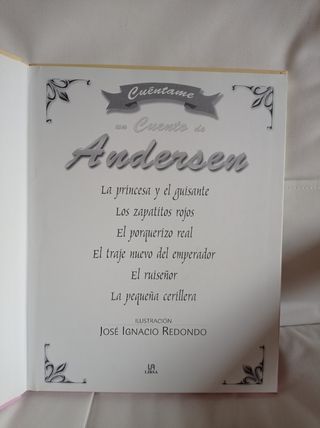 Cuéntame
un Cuento de
Andersen
La princesa y el guisante
Los zapatitos rojos
El porquerizo real
El traje nuevo del emperador
El ruiseñor
La pequeña cerillera
ILUSTRACIÓN
JOSÉ IGNACIO REDONDO
LIBSA